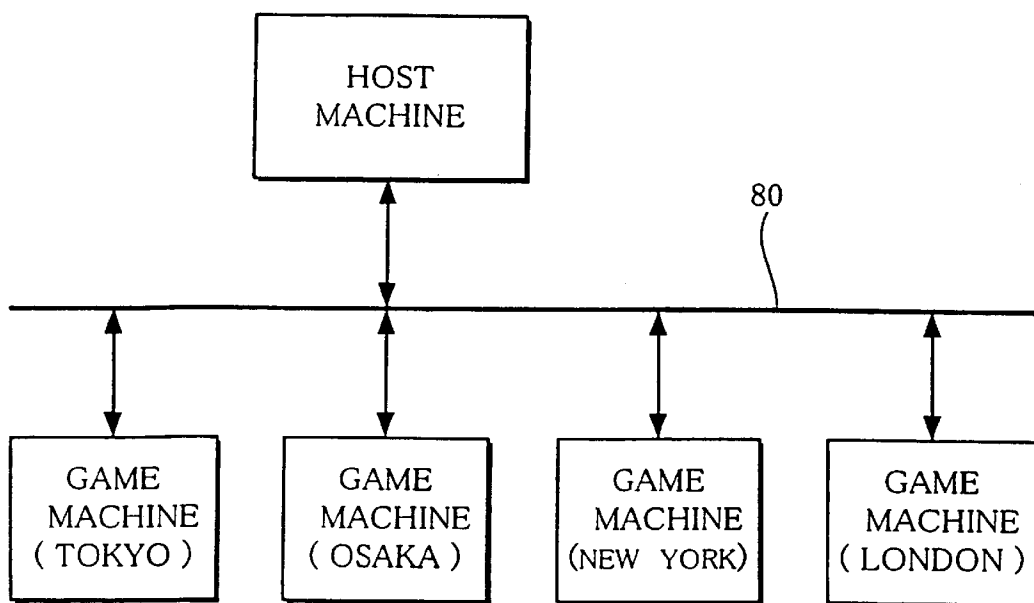 HOST
MACHINE
80
GAME
MACHINE
( TOKYO )
GAME
MACHINE
( OSAKA )
GAME
MACHINE
(NEW YORK)
GAME
MACHINE
( LONDON )